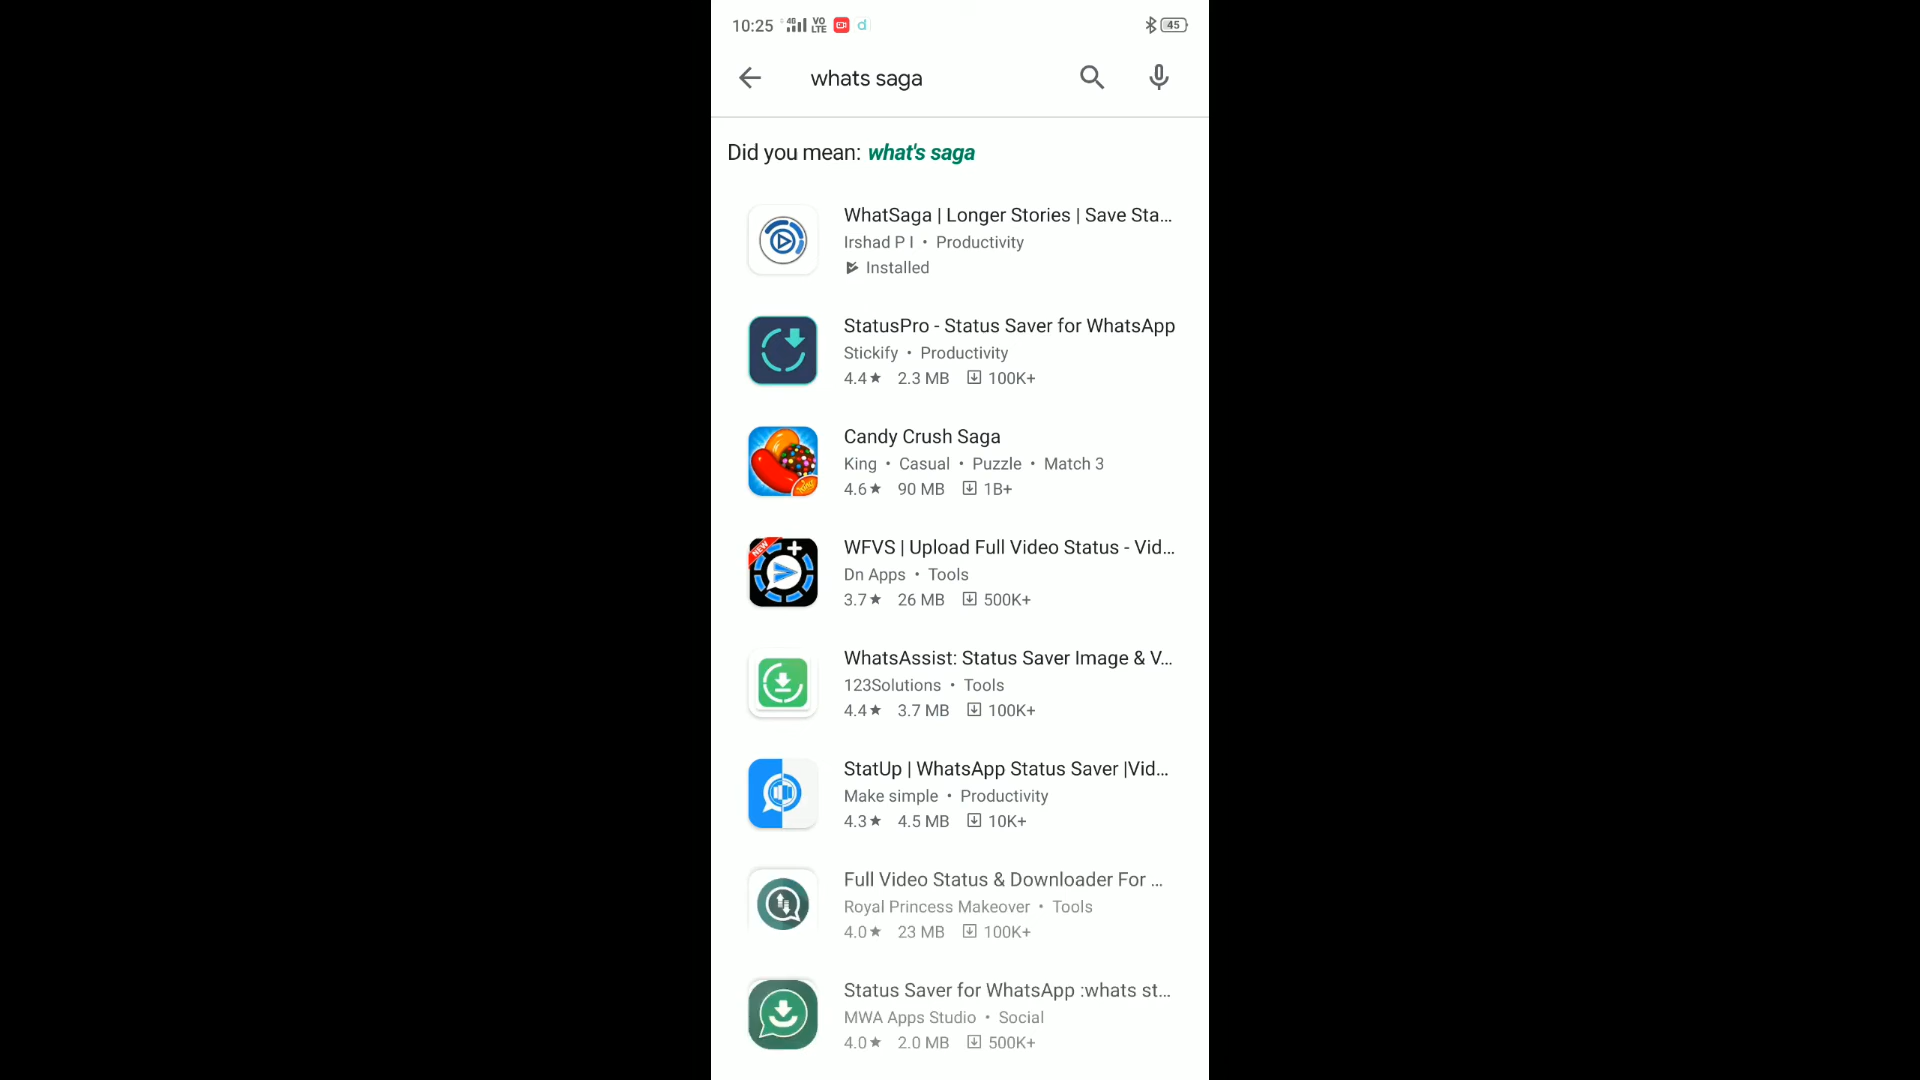 10:25 4G VO LTE d 45
whats saga
Did you mean: what's saga
WhatSaga | Longer Stories | Save Sta...
Irshad P I • Productivity
Installed
StatusPro - Status Saver for WhatsApp
Stickify • Productivity
4.4★ 2.3 MB 100K+
Candy Crush Saga
King • Casual • Puzzle • Match 3
4.6★ 90 MB 1B+
NEW
WFVS | Upload Full Video Status - Vid...
Dn Apps • Tools
3.7★ 26 MB 500K+
WhatsAssist: Status Saver Image & V...
123Solutions • Tools
4.4★ 3.7 MB 100K+
StatUp | WhatsApp Status Saver |Vid...
Make simple • Productivity
4.3★ 4.5 MB 10K+
Full Video Status & Downloader For ...
Royal Princess Makeover • Tools
4.0★ 23 MB 100K+
Status Saver for WhatsApp :whats st...
MWA Apps Studio • Social
4.0★ 2.0 MB 500K+